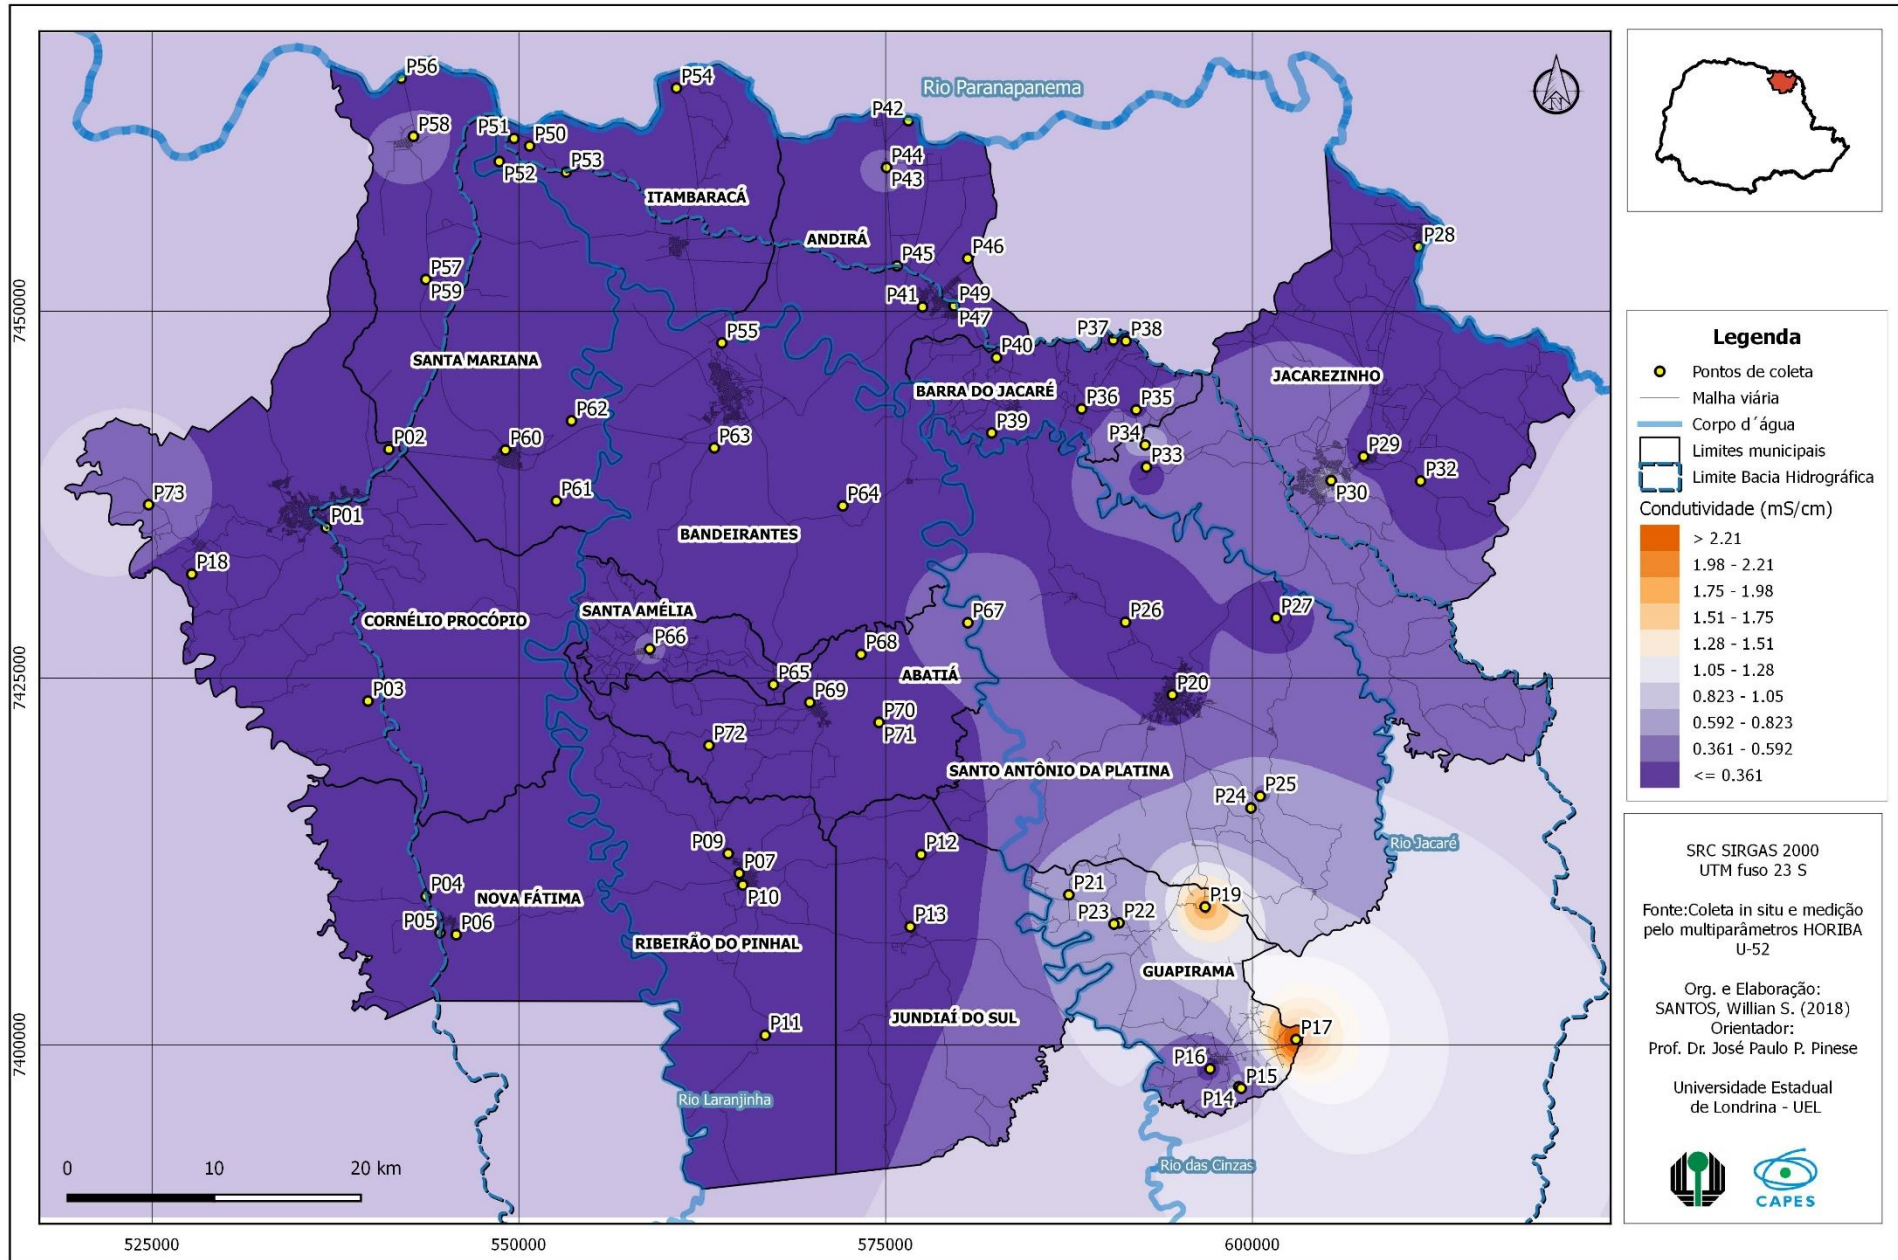 P56
P54
Rio Paranapanema
P42
P58
P51
P50
P44
P52
P53
P43
ITAMBARACÁ
ANDIRÁ
P28
P46
P45
P57
P59
P41
P49
P47
7450000
P55
P37
P38
P40
SANTA MARIANA
JACAREZINHO
BARRA DO JACARÉ
P36
P35
P62
P34
P39
P02
P60
P63
P29
P33
P32
P73
P61
P64
P30
P01
BANDEIRANTES
P18
SANTA AMÉLIA
P67
P26
P27
CORNÉLIO PROCÓPIO
P66
P68
P65
ABATIÁ
7425000
P03
P69
P20
P70
P71
P72
SANTO ANTÔNIO DA PLATINA
P25
P24
P09
P12
Rio Jacaré
P07
P04
P10
P21
P19
NOVA FÁTIMA
P05
P06
P23
P22
P13
RIBEIRÃO DO PINHAL
GUAPIRAMA
JUNDIAÍ DO SUL
P11
P17
7400000
P16
P15
P14
Rio Laranjinha
Rio das Cinzas
0
10
20 km
525000
550000
575000
600000
N
Legenda
Pontos de coleta
Malha viária
Corpo d´água
Limites municipais
Limite Bacia Hidrográfica
Condutividade (mS/cm)
> 2.21
1.98 - 2.21
1.75 - 1.98
1.51 - 1.75
1.28 - 1.51
1.05 - 1.28
0.823 - 1.05
0.592 - 0.823
0.361 - 0.592
<= 0.361
SRC SIRGAS 2000
UTM fuso 23 S
Fonte:Coleta in situ e medição
pelo multiparâmetros HORIBA
U-52
Org. e Elaboração:
SANTOS, Willian S. (2018)
Orientador:
Prof. Dr. José Paulo P. Pinese
Universidade Estadual
de Londrina - UEL
CAPES